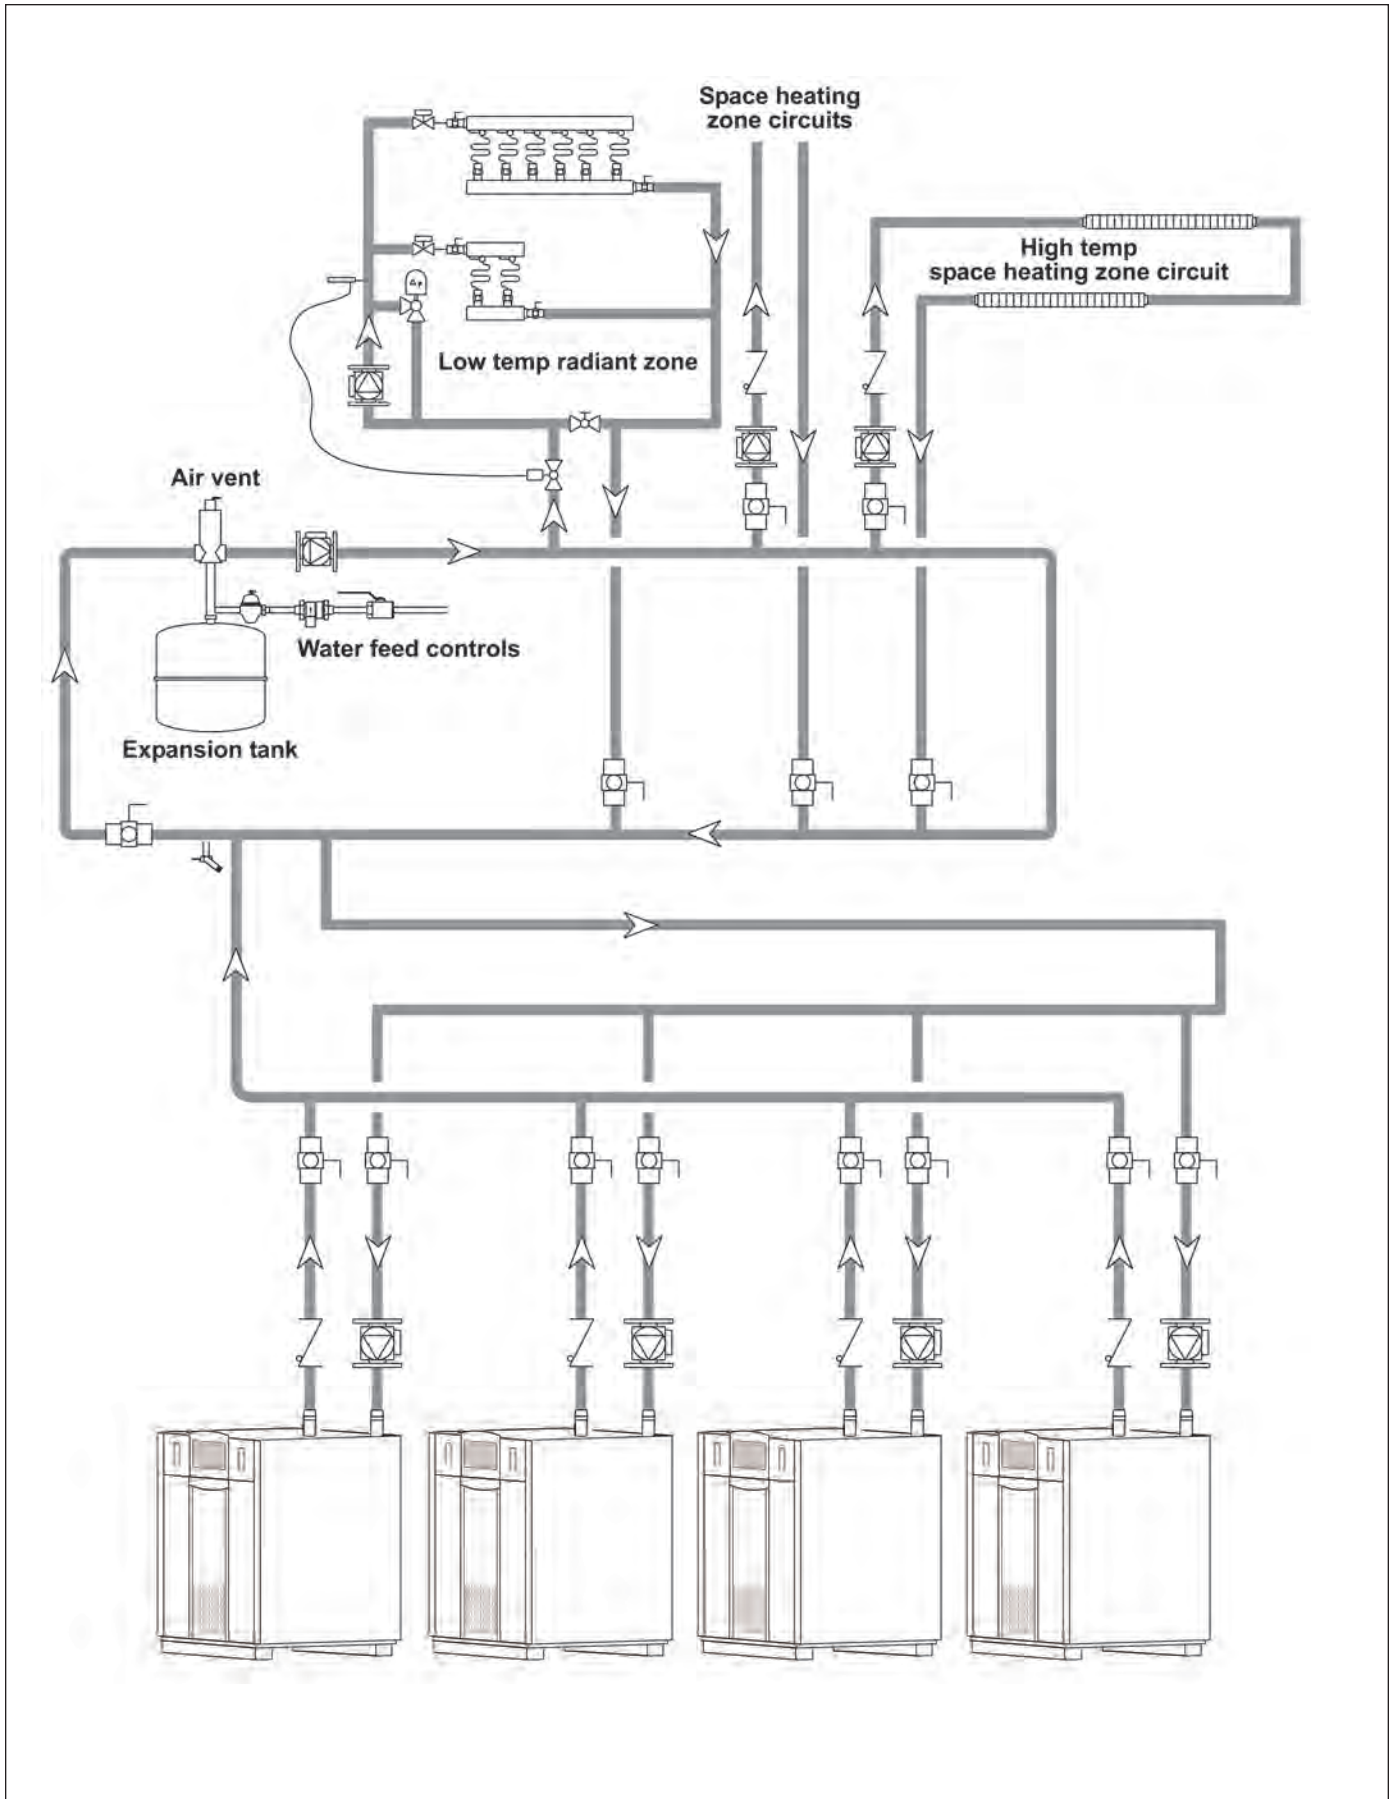 Space heating
zone circuits
High temp
space heating zone circuit
ΔP
Low temp radiant zone
Air vent
Water feed controls
Expansion tank